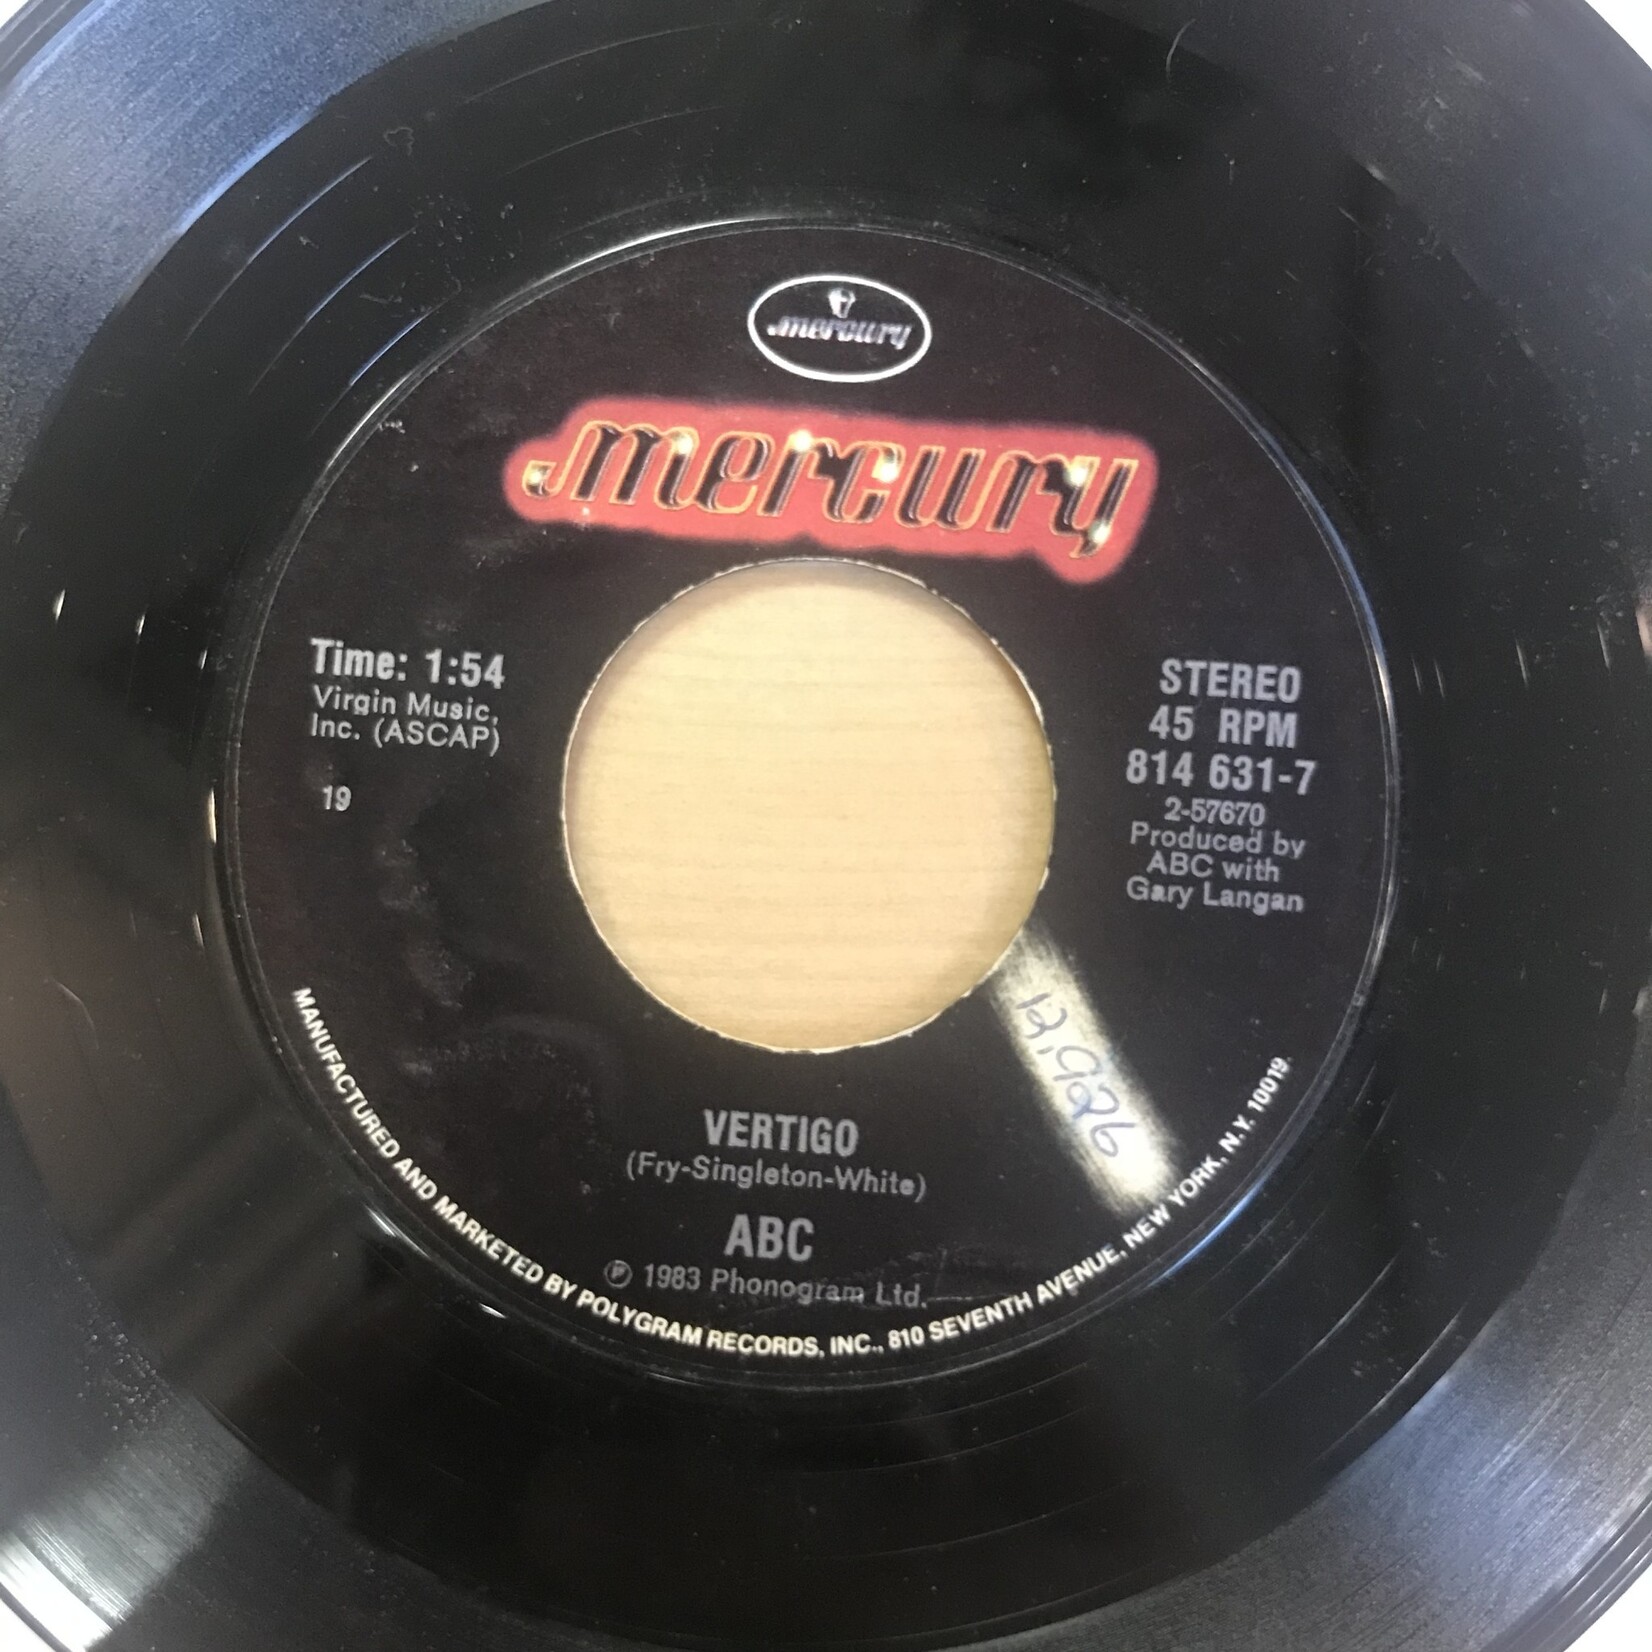 mercury
mercury
Time: 1:54
Virgin Music,
Inc. (ASCAP)
19
STEREO
45 RPM
814 631-7
2-57670
Produced by
ABC with
Gary Langan
13,926
VERTIGO
(Fry-Singleton-White)
ABC
℗ 1983 Phonogram Ltd.
MANUFACTURED AND MARKETED BY POLYGRAM RECORDS, INC., 810 SEVENTH AVENUE, NEW YORK, N.Y. 10019.